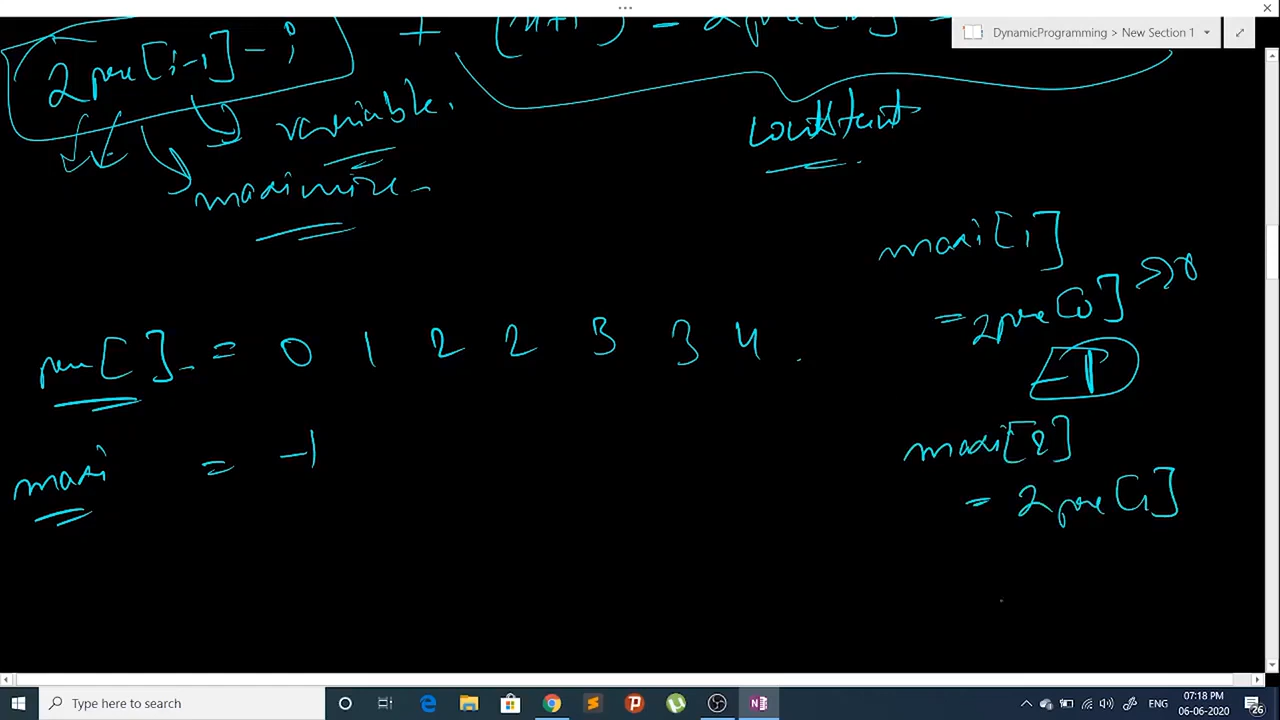 DynamicProgramming > New Section 1
2pre[i-1] - i +
variable.
constant
maximize -
maxi[1]
= 2pre[0]
-1
pre[ ] = 0 1 2 2 3 3 4 .
maxi[2]
maxi = -1
= 2pre[1]
Type here to search
ENG
07:18 PM
06-06-2020
26